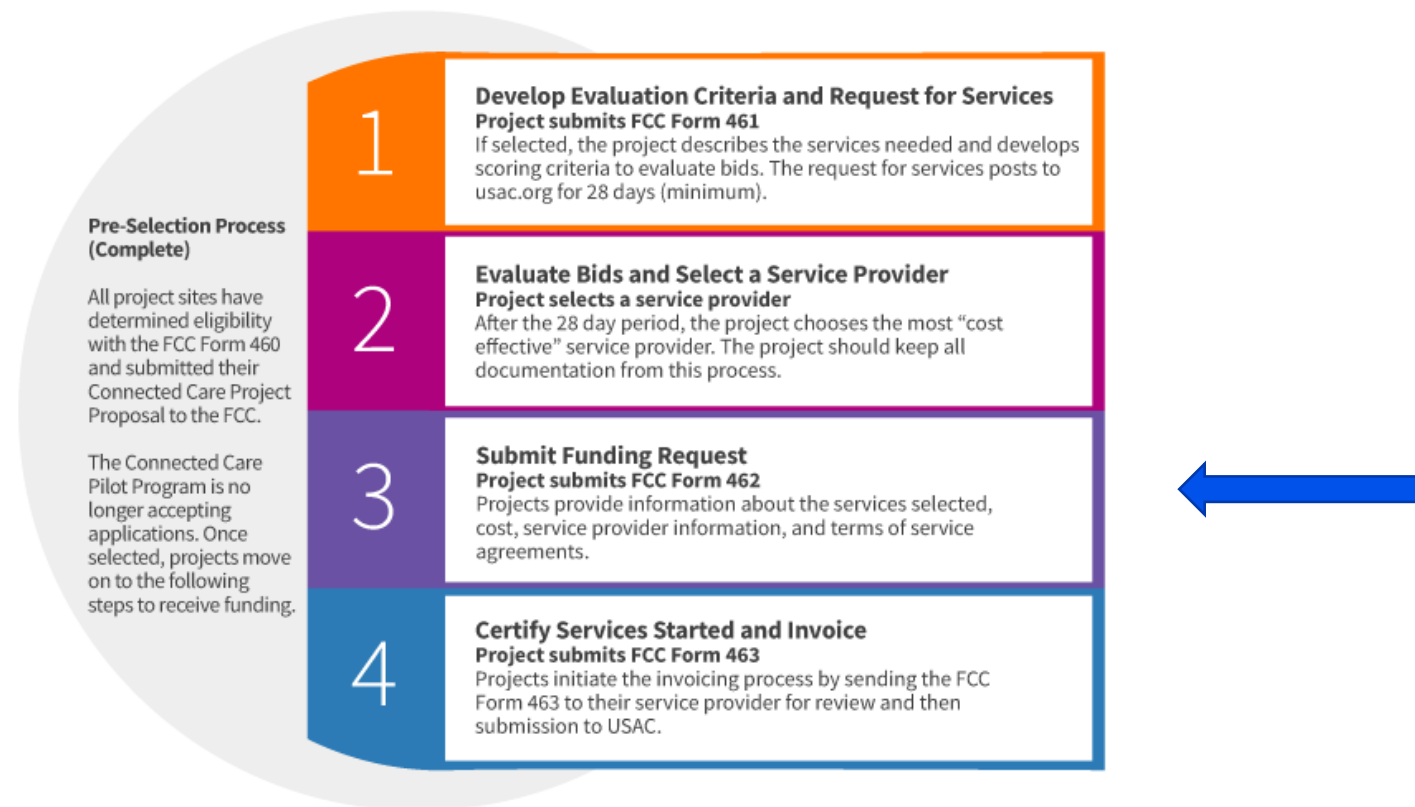 Pre-Selection Process
(Complete)
All project sites have
determined eligibility
with the FCC Form 460
and submitted their
Connected Care Project
Proposal to the FCC.
The Connected Care
Pilot Program is no
longer accepting
applications. Once
selected, projects move
on to the following
steps to receive funding.
1
Develop Evaluation Criteria and Request for Services
Project submits FCC Form 461
If selected, the project describes the services needed and develops
scoring criteria to evaluate bids. The request for services posts to
usac.org for 28 days (minimum).
2
Evaluate Bids and Select a Service Provider
Project selects a service provider
After the 28 day period, the project chooses the most “cost
effective” service provider. The project should keep all
documentation from this process.
3
Submit Funding Request
Project submits FCC Form 462
Projects provide information about the services selected,
cost, service provider information, and terms of service
agreements.
4
Certify Services Started and Invoice
Project submits FCC Form 463
Projects initiate the invoicing process by sending the FCC
Form 463 to their service provider for review and then
submission to USAC.